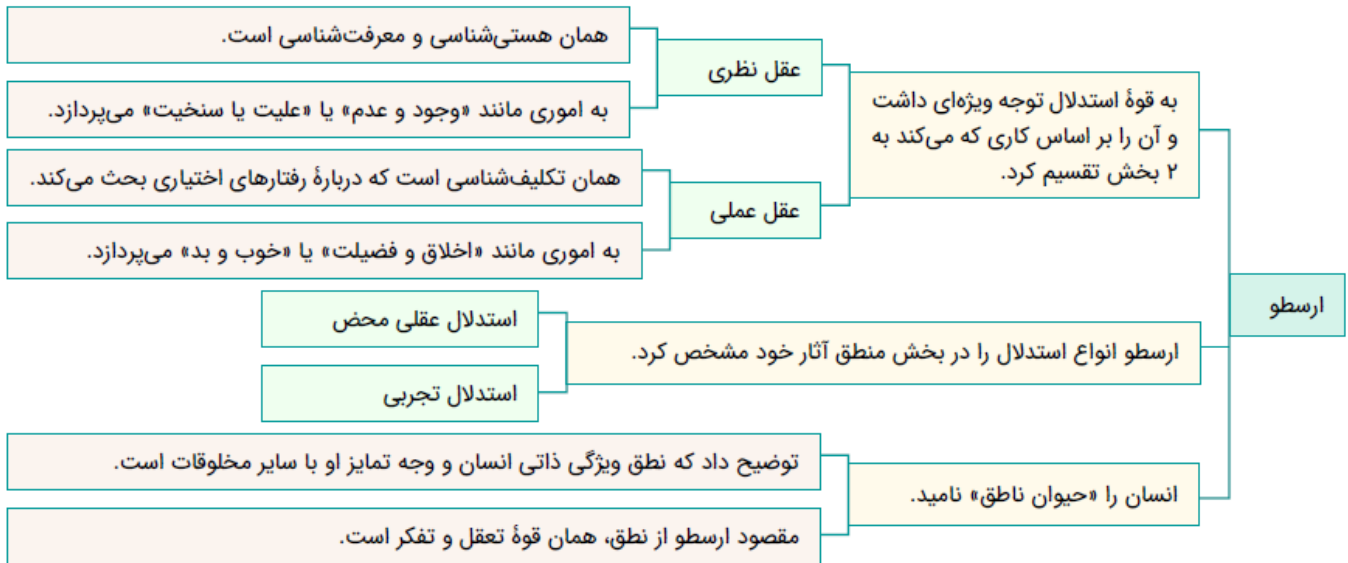 ارسطو
به قوهٔ استدلال توجه ویژه‌ای داشت
و آن را بر اساس کاری که می‌کند به
۲ بخش تقسیم کرد.
عقل نظری
همان هستی‌شناسی و معرفت‌شناسی است.
به اموری مانند «وجود و عدم» یا «علیت یا سنخیت» می‌پردازد.
عقل عملی
همان تکلیف‌شناسی است که دربارهٔ رفتارهای اختیاری بحث می‌کند.
به اموری مانند «اخلاق و فضیلت» یا «خوب و بد» می‌پردازد.
ارسطو انواع استدلال را در بخش منطق آثار خود مشخص کرد.
استدلال عقلی محض
استدلال تجربی
انسان را «حیوان ناطق» نامید.
توضیح داد که نطق ویژگی ذاتی انسان و وجه تمایز او با سایر مخلوقات است.
مقصود ارسطو از نطق، همان قوهٔ تعقل و تفکر است.